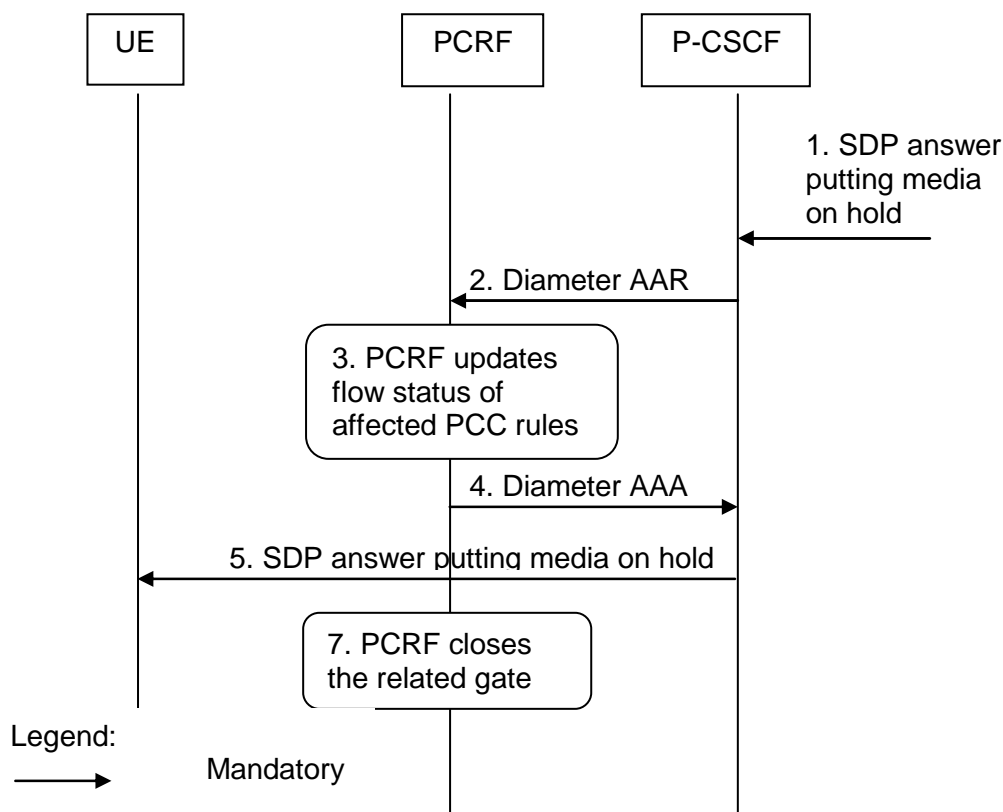 UE
PCRF
P-CSCF
1. SDP answer
putting media
on hold
2. Diameter AAR
3. PCRF updates
flow status of
affected PCC rules
4. Diameter AAA
5. SDP answer putting media on hold
7. PCRF closes
the related gate
Legend:
Mandatory